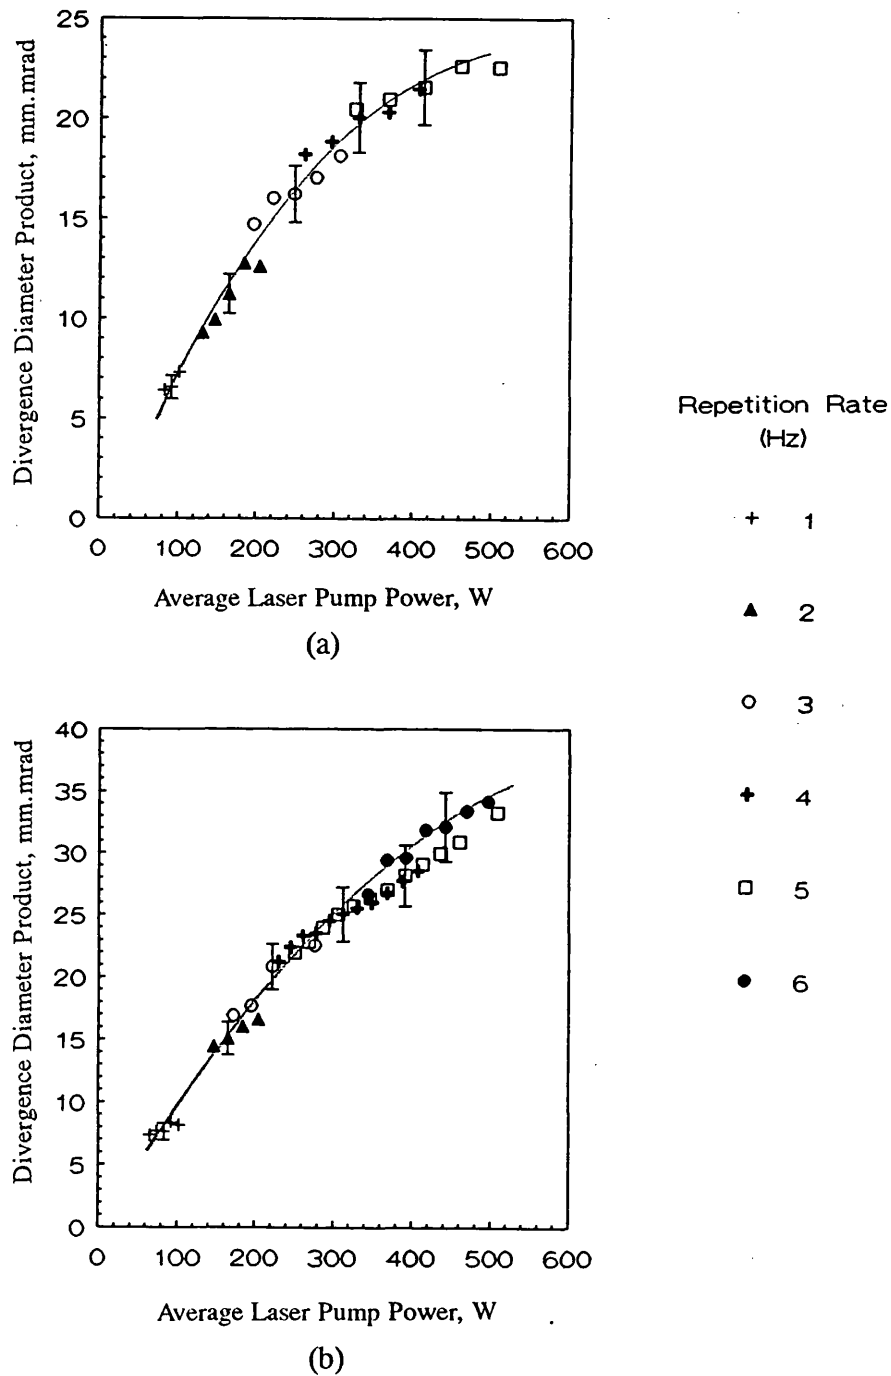 25
20
15
10
5
0
Divergence Diameter Product, mm.mrad
0 100 200 300 400 500 600
Average Laser Pump Power, W
(a)
Repetition Rate
(Hz)
1
2
3
4
5
6
40
35
30
25
20
15
10
5
0
Divergence Diameter Product, mm.mrad
0 100 200 300 400 500 600
Average Laser Pump Power, W
(b)